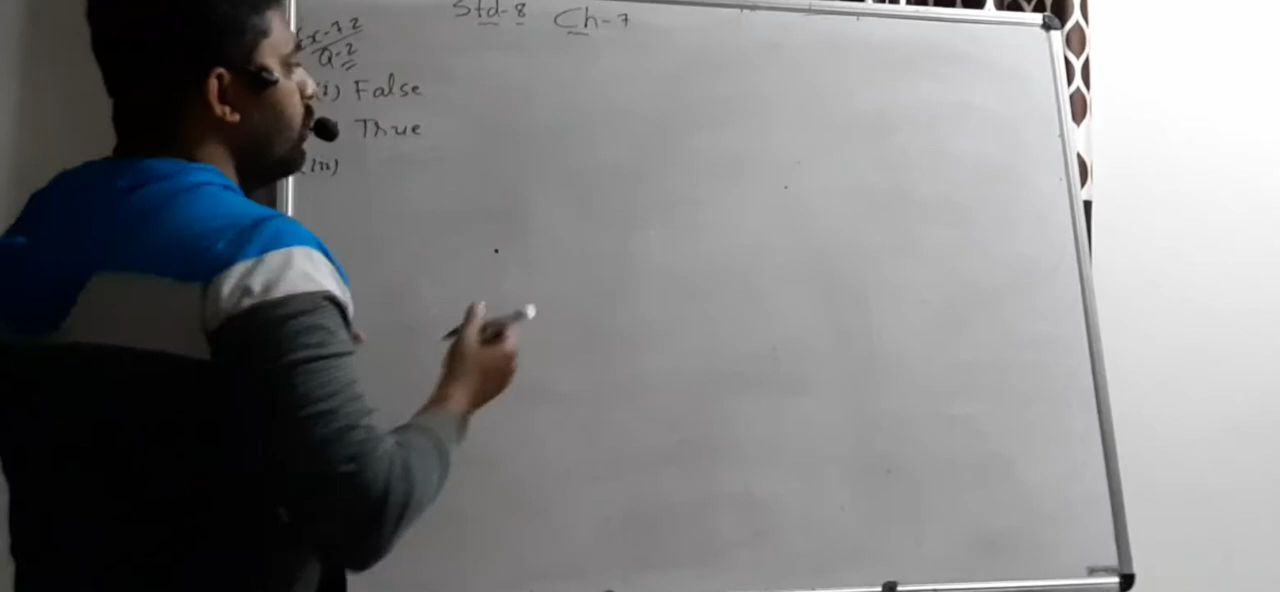 Std-8 Ch-7
Ex-7.2
Q-2
(i) False
True
(iii)